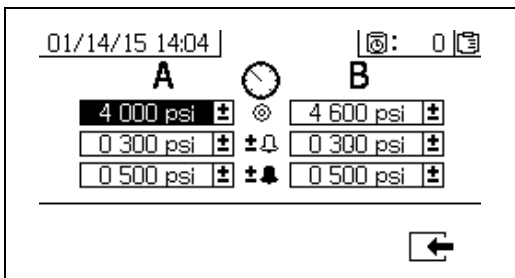 01/14/15 14:04 : 0
A B
4 000 psi ± 4 600 psi ±
0 300 psi ± ± 0 300 psi ±
0 500 psi ± ± 0 500 psi ±